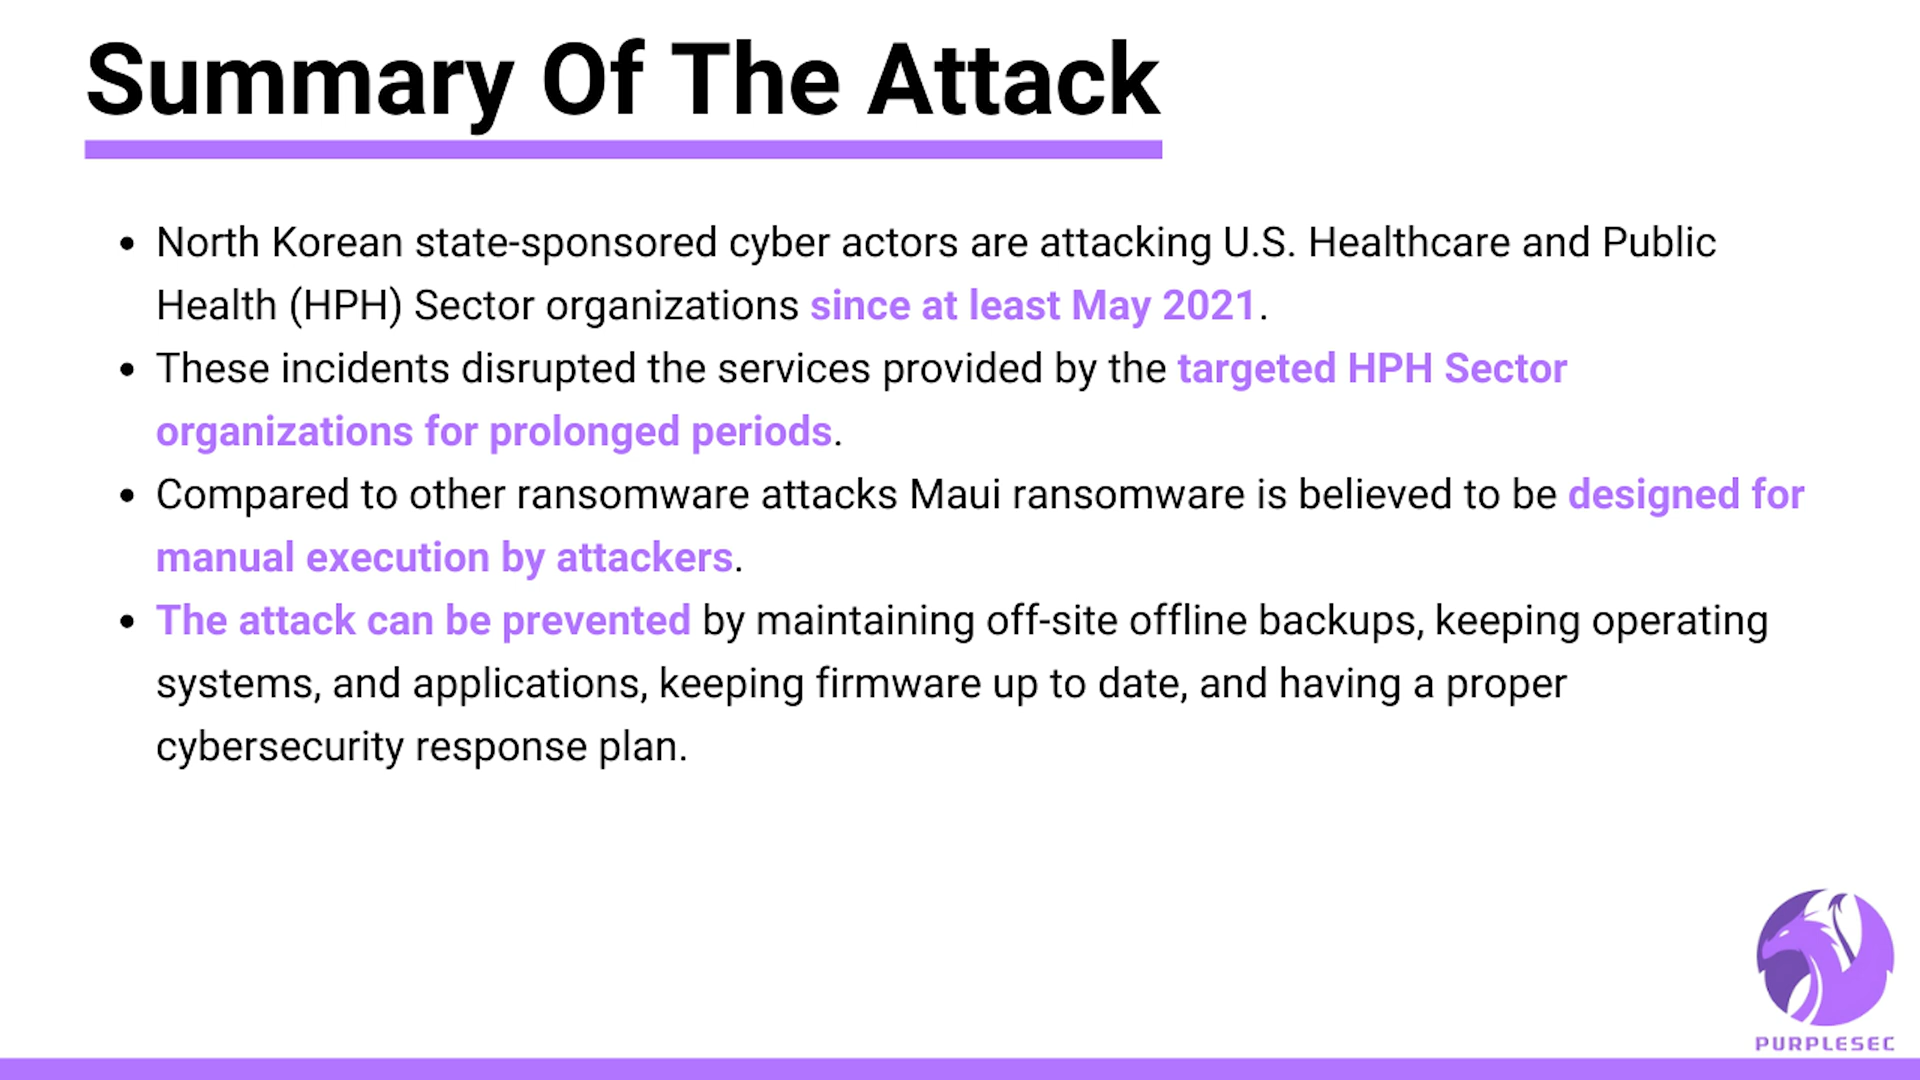 Summary Of The Attack
• North Korean state-sponsored cyber actors are attacking U.S. Healthcare and Public
Health (HPH) Sector organizations since at least May 2021.
• These incidents disrupted the services provided by the targeted HPH Sector
organizations for prolonged periods.
• Compared to other ransomware attacks Maui ransomware is believed to be designed for
manual execution by attackers.
• The attack can be prevented by maintaining off-site offline backups, keeping operating
systems, and applications, keeping firmware up to date, and having a proper
cybersecurity response plan.
PURPLESEC